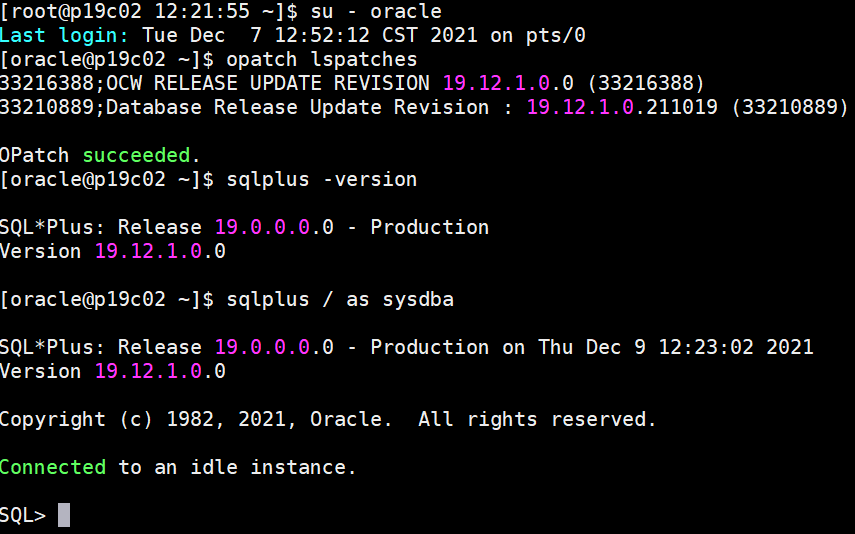 [root@p19c02 12:21:55 ~]$ su - oracle
Last login: Tue Dec  7 12:52:12 CST 2021 on pts/0
[oracle@p19c02 ~]$ opatch lspatches
33216388;OCW RELEASE UPDATE REVISION 19.12.1.0.0 (33216388)
33210889;Database Release Update Revision : 19.12.1.0.211019 (33210889)
OPatch succeeded.
[oracle@p19c02 ~]$ sqlplus -version
SQL*Plus: Release 19.0.0.0.0 - Production
Version 19.12.1.0.0
[oracle@p19c02 ~]$ sqlplus / as sysdba
SQL*Plus: Release 19.0.0.0.0 - Production on Thu Dec 9 12:23:02 2021
Version 19.12.1.0.0
Copyright (c) 1982, 2021, Oracle.  All rights reserved.
Connected to an idle instance.
SQL>